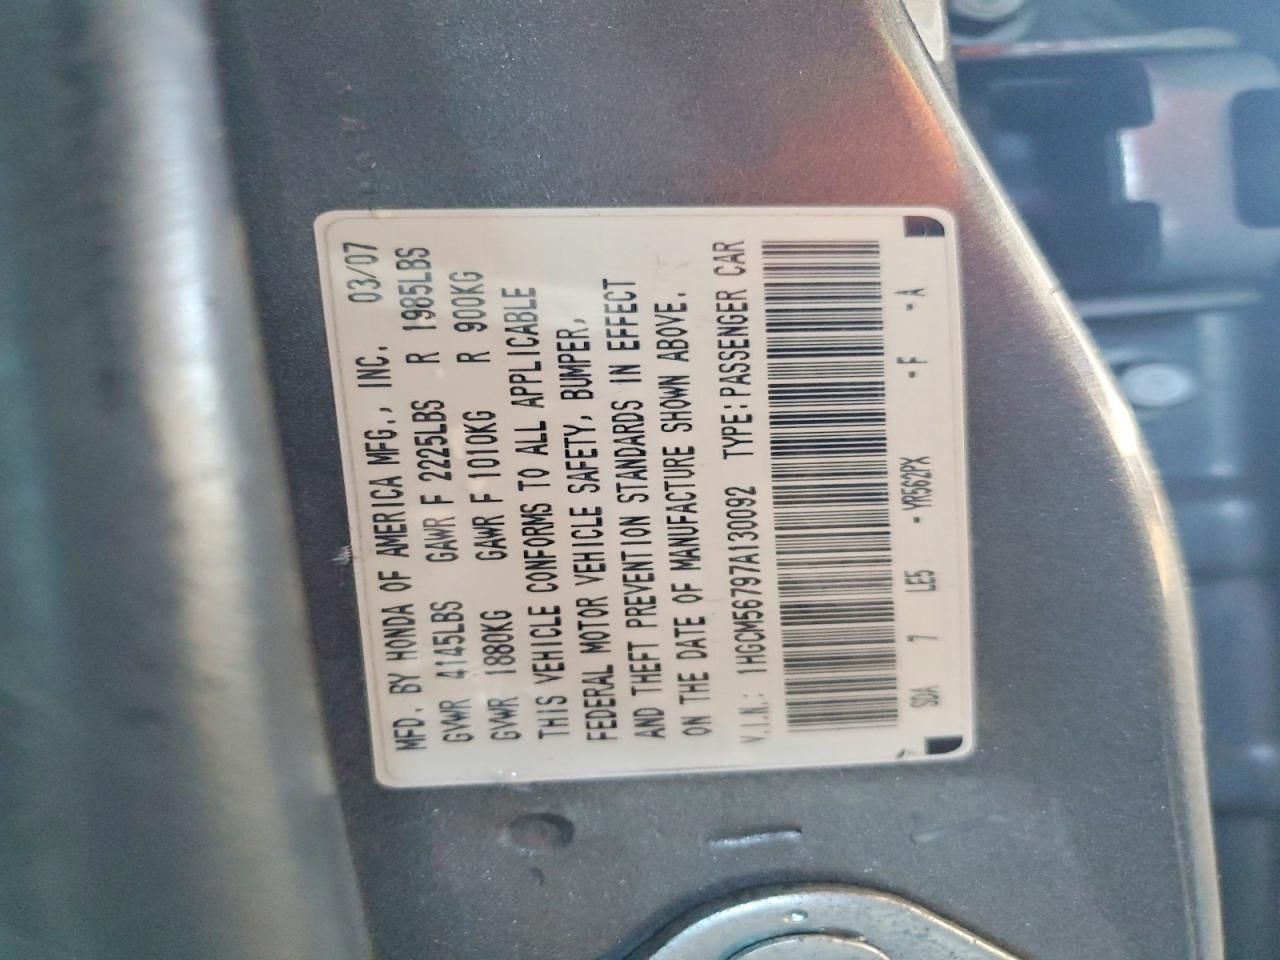 MFD. BY HONDA OF AMERICA MFG., INC. 03/07
GVWR 4145LBS GAWR F 2225LBS R 1985LBS
GVWR 1880KG GAWR F 1010KG R 900KG
THIS VEHICLE CONFORMS TO ALL APPLICABLE
FEDERAL MOTOR VEHICLE SAFETY, BUMPER,
AND THEFT PREVENTION STANDARDS IN EFFECT
ON THE DATE OF MANUFACTURE SHOWN ABOVE.
V.I.N.: 1HGCM56797A130092 TYPE: PASSENGER CAR
SDA 7 LE5 - YR562PX - F - A